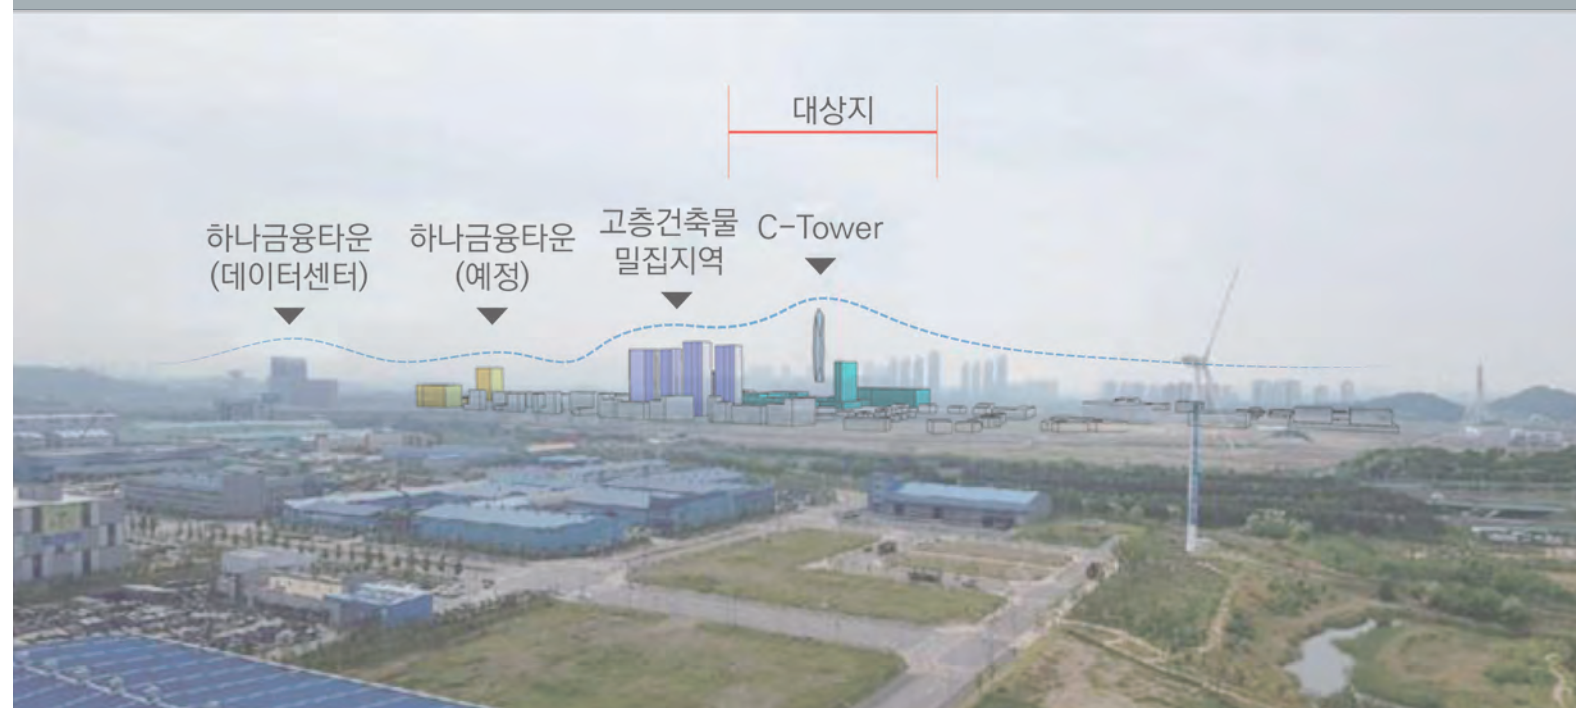 대상지
하나금융타운
(데이터센터)
하나금융타운
(예정)
고층건축물
밀집지역
C-Tower